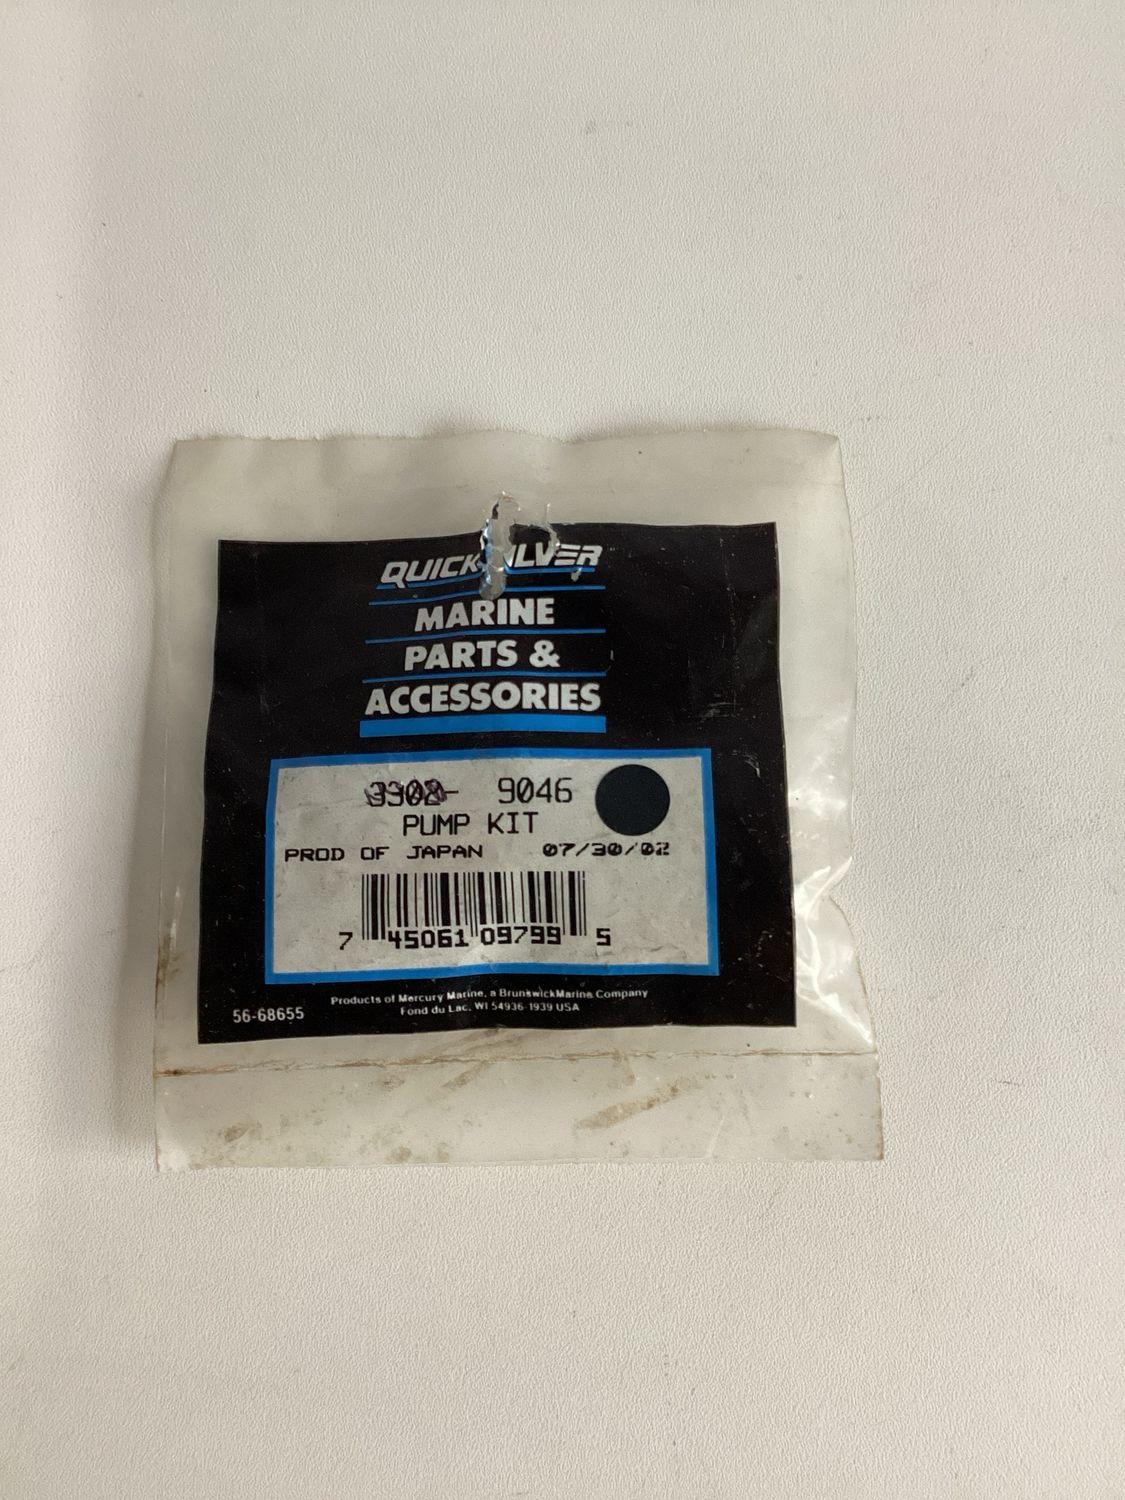 QUICKSILVER
MARINE
PARTS &
ACCESSORIES
9046
PUMP KIT
PROD OF JAPAN 07/30/02
7 45061 09799 5
Products of Mercury Marine, a Brunswick Marine Company
56-68655 Fond du Lac, WI 54936-1939 USA